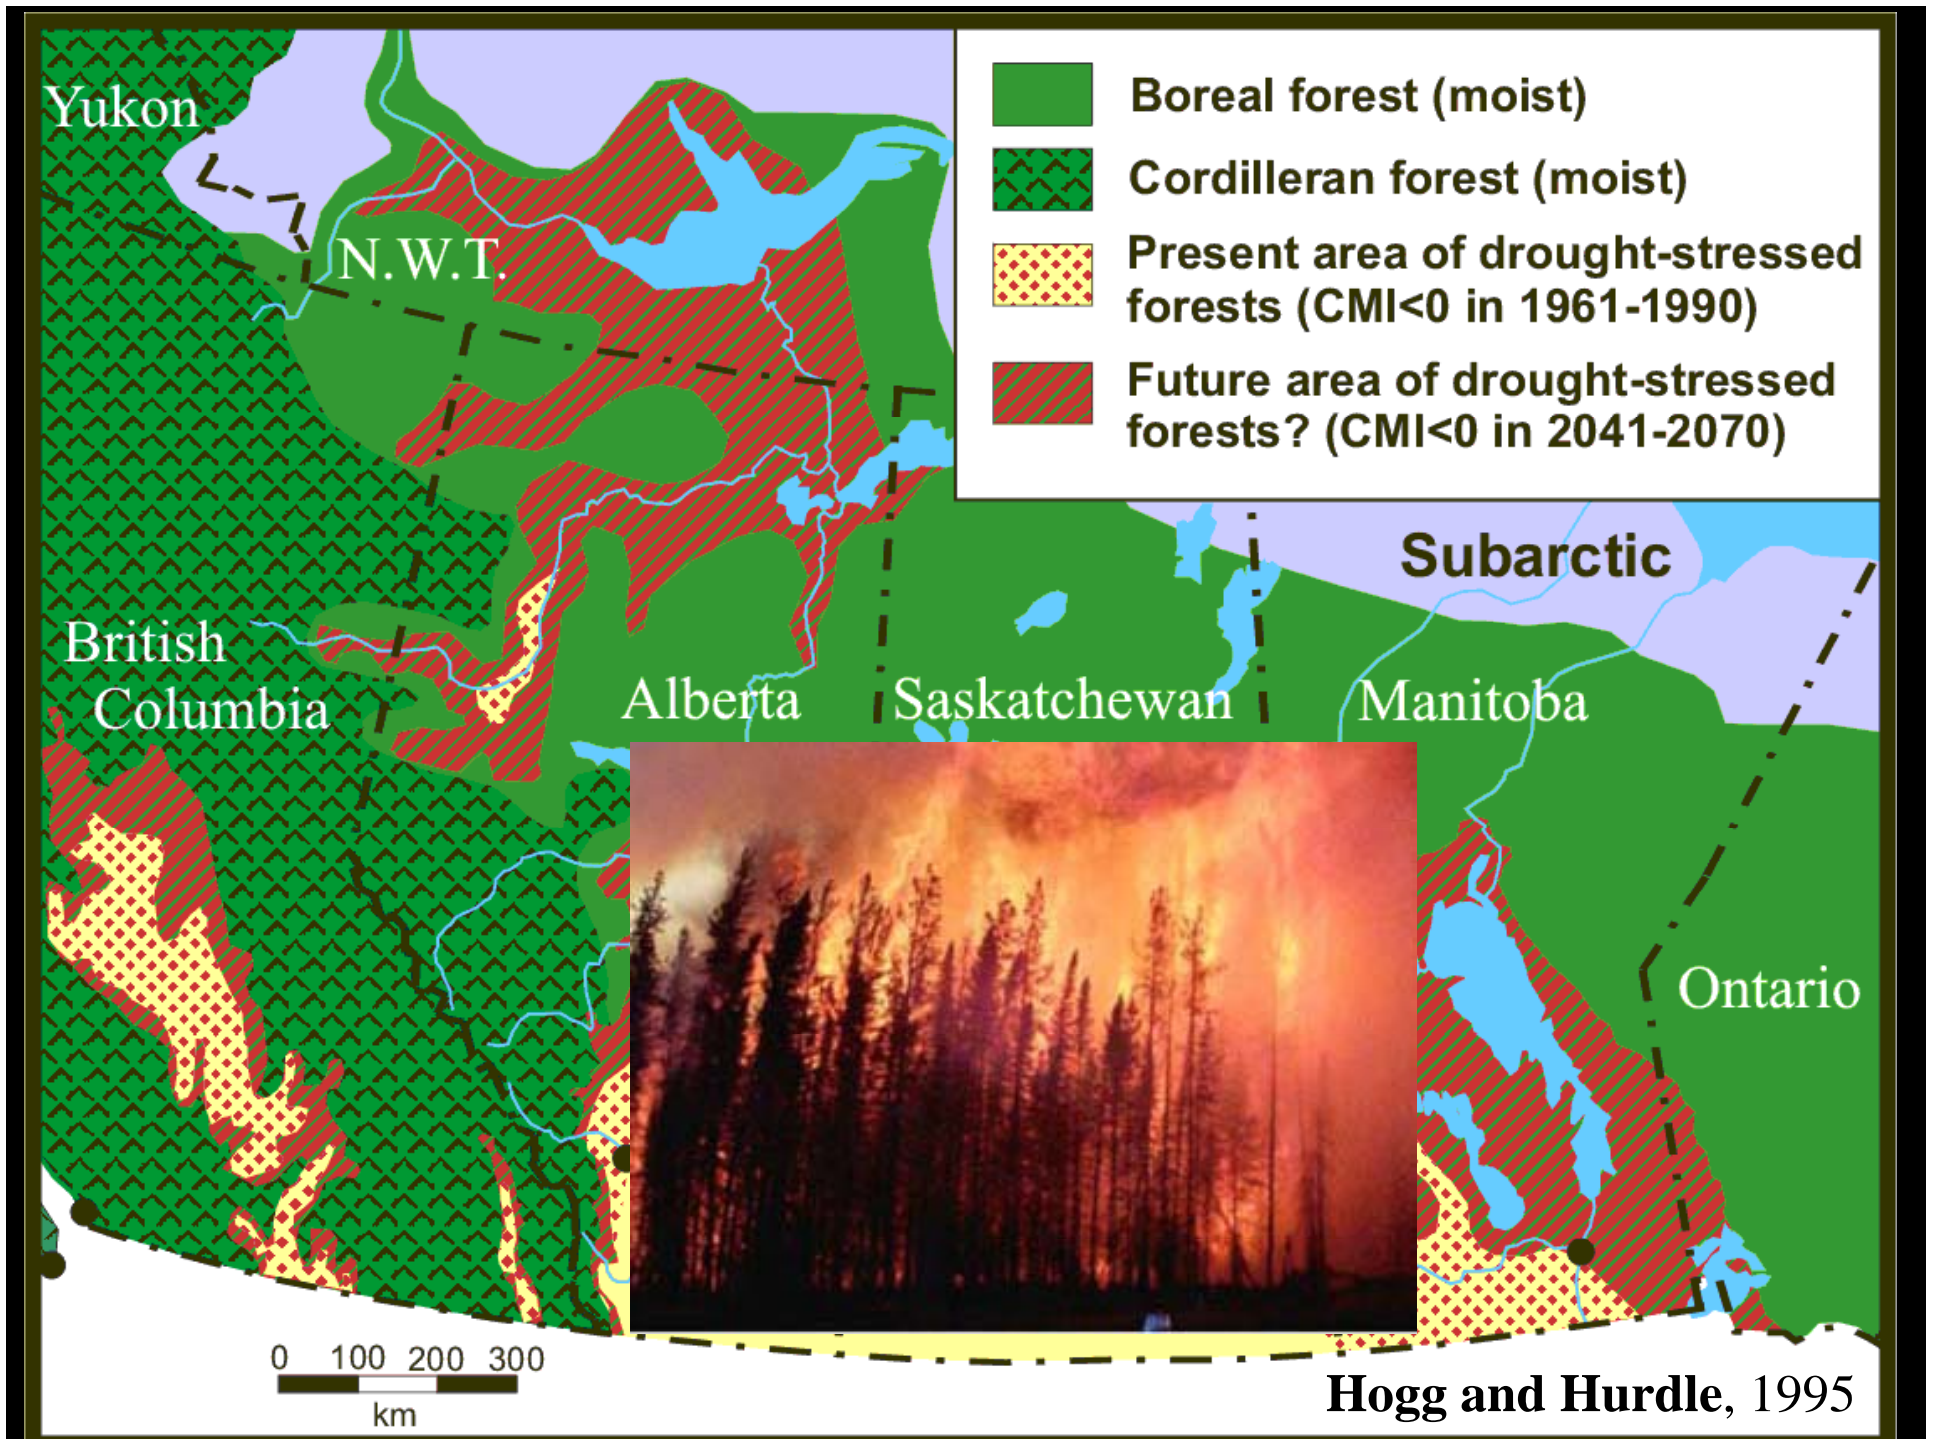 Yukon
N.W.T.
British
Columbia
Alberta
Saskatchewan
Manitoba
Ontario
Subarctic
Boreal forest (moist)
Cordilleran forest (moist)
Present area of drought-stressed
forests (CMI<0 in 1961-1990)
Future area of drought-stressed
forests? (CMI<0 in 2041-2070)
0 100 200 300
km
Hogg and Hurdle, 1995